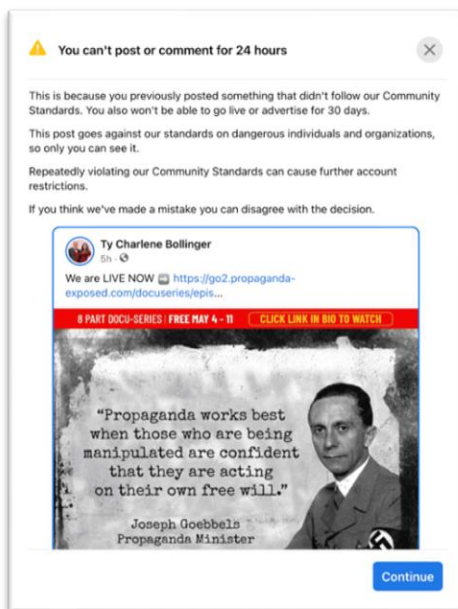 You can't post or comment for 24 hours
This is because you previously posted something that didn't follow our Community
Standards. You also won't be able to go live or advertise for 30 days.
This post goes against our standards on dangerous individuals and organizations,
so only you can see it.
Repeatedly violating our Community Standards can cause further account
restrictions.
If you think we've made a mistake you can disagree with the decision.
Ty Charlene Bollinger
5h ·
We are LIVE NOW ➡️ https://go2.propaganda-
exposed.com/docuseries/epis...
8 PART DOCU-SERIES | FREE MAY 4 - 11 CLICK LINK IN BIO TO WATCH
“Propaganda works best
when those who are being
manipulated are confident
that they are acting
on their own free will.”
Joseph Goebbels
Propaganda Minister
Continue